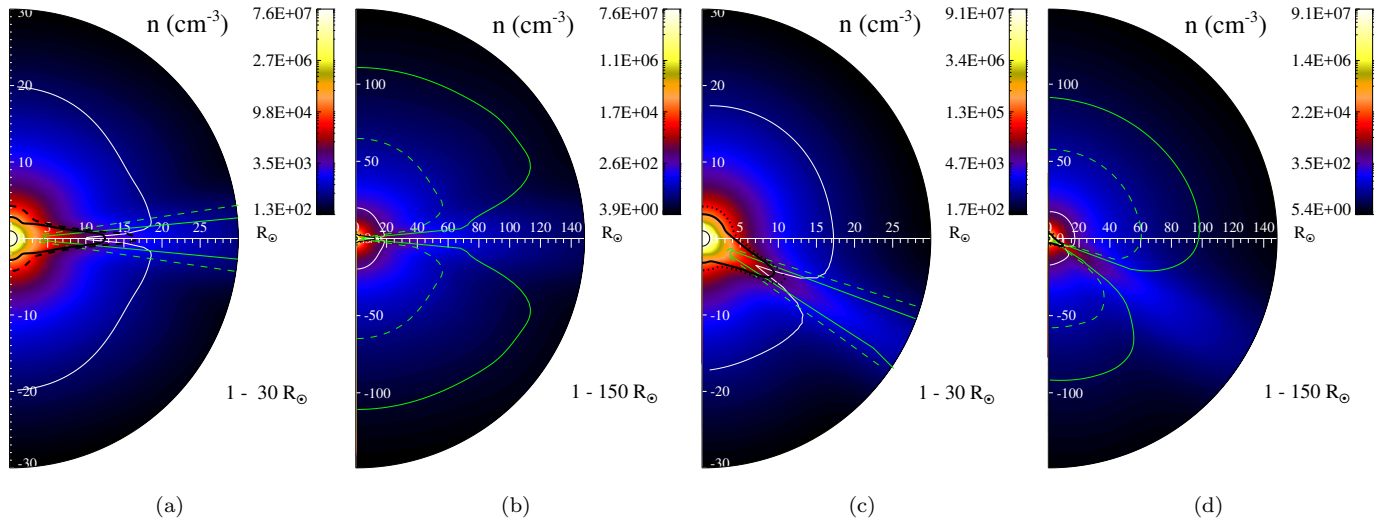 n (cm-3)
7.6E+07
2.7E+06
9.8E+04
3.5E+03
1.3E+02
R☉
30
20
10
-10
-20
-30
0 5 10 15 20 25
1 - 30 R☉
(a)
n (cm-3)
7.6E+07
1.1E+06
1.7E+04
2.6E+02
3.9E+00
R☉
100
50
-50
-100
0 20 40 60 80 100 120 140
1 - 150 R☉
(b)
n (cm-3)
9.1E+07
3.4E+06
1.3E+05
4.7E+03
1.7E+02
R☉
30
20
10
-10
-20
-30
0 5 10 15 20 25
1 - 30 R☉
(c)
n (cm-3)
9.1E+07
1.4E+06
2.2E+04
3.5E+02
5.4E+00
R☉
100
50
-50
-100
0 20 40 60 80 100 120 140
1 - 150 R☉
(d)